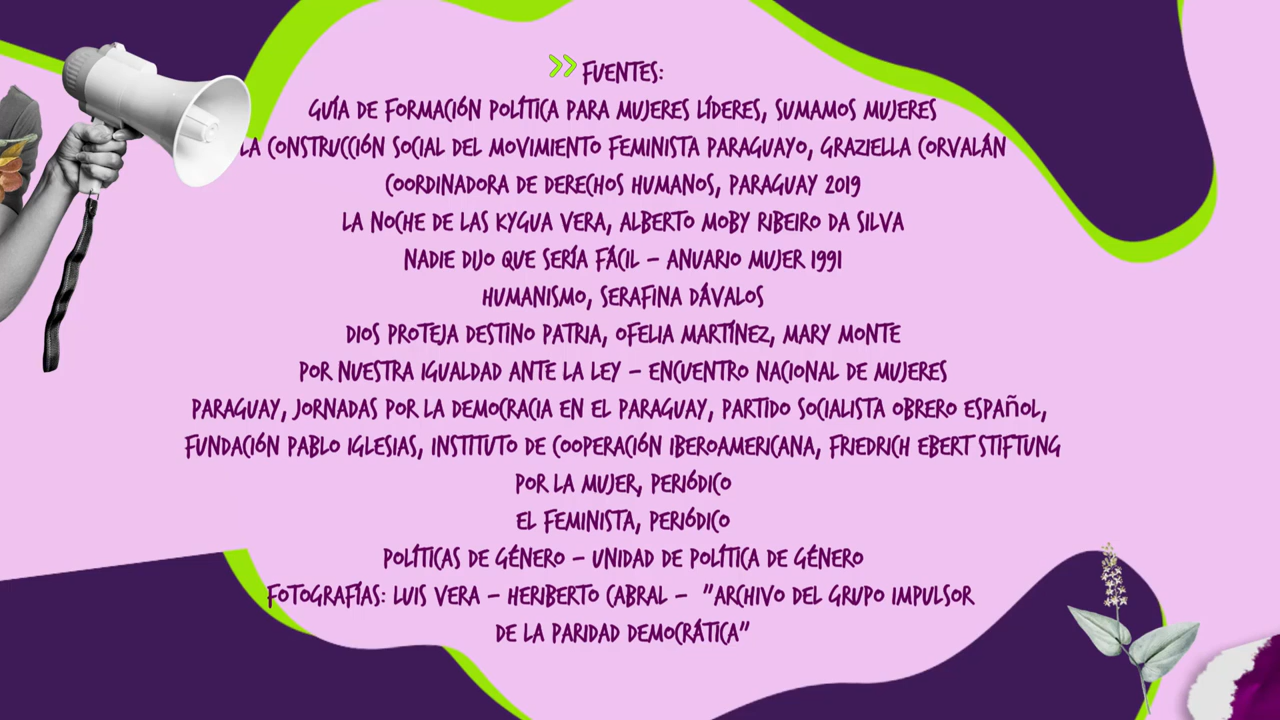 >> FUENTES:
GUÍA DE FORMACIÓN POLÍTICA PARA MUJERES LÍDERES, SUMAMOS MUJERES
LA CONSTRUCCIÓN SOCIAL DEL MOVIMIENTO FEMINISTA PARAGUAYO, GRAZIELLA CORVALÁN
COORDINADORA DE DERECHOS HUMANOS, PARAGUAY 2019
LA NOCHE DE LAS KYGUA VERA, ALBERTO MOBY RIBEIRO DA SILVA
NADIE DIJO QUE SERÍA FÁCIL – ANUARIO MUJER 1991
HUMANISMO, SERAFINA DÁVALOS
DIOS PROTEJA DESTINO PATRIA, OFELIA MARTÍNEZ, MARY MONTE
POR NUESTRA IGUALDAD ANTE LA LEY – ENCUENTRO NACIONAL DE MUJERES
PARAGUAY, JORNADAS POR LA DEMOCRACIA EN EL PARAGUAY, PARTIDO SOCIALISTA OBRERO ESPAÑOL,
FUNDACIÓN PABLO IGLESIAS, INSTITUTO DE COOPERACIÓN IBEROAMERICANA, FRIEDRICH EBERT STIFTUNG
POR LA MUJER, PERIÓDICO
EL FEMINISTA, PERIÓDICO
POLÍTICAS DE GÉNERO – UNIDAD DE POLÍTICA DE GÉNERO
FOTOGRAFÍAS: LUIS VERA – HERIBERTO CABRAL – "ARCHIVO DEL GRUPO IMPULSOR
DE LA PARIDAD DEMOCRÁTICA"